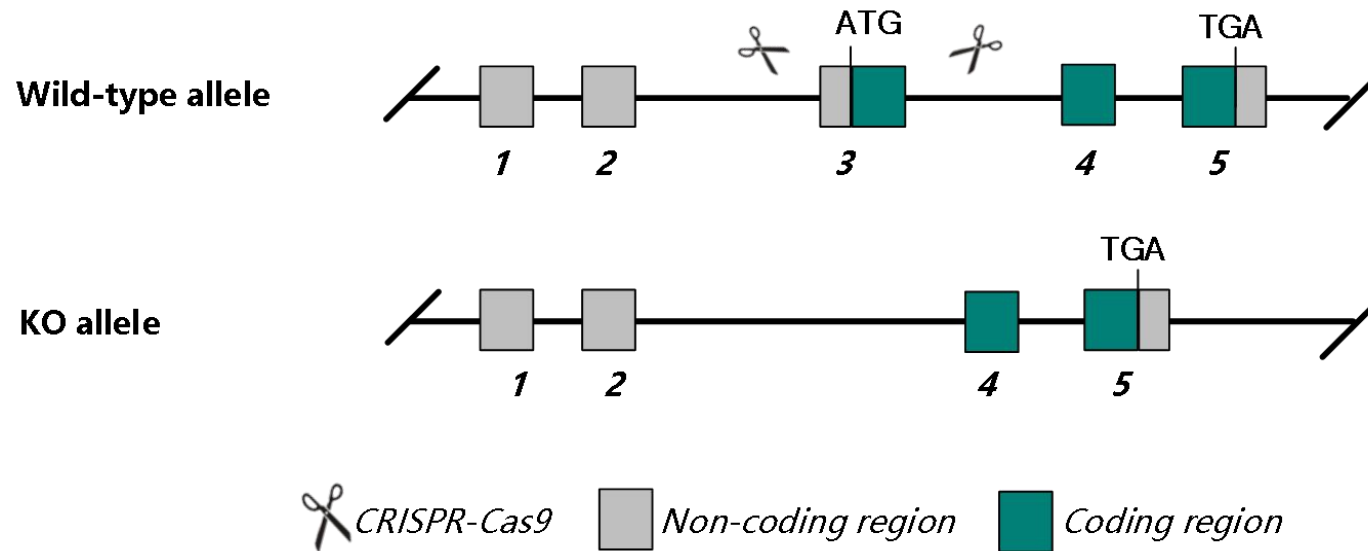 ATG TGA
Wild-type allele
1 2 3 4 5
TGA
KO allele
1 2 4 5
CRISPR-Cas9 Non-coding region Coding region